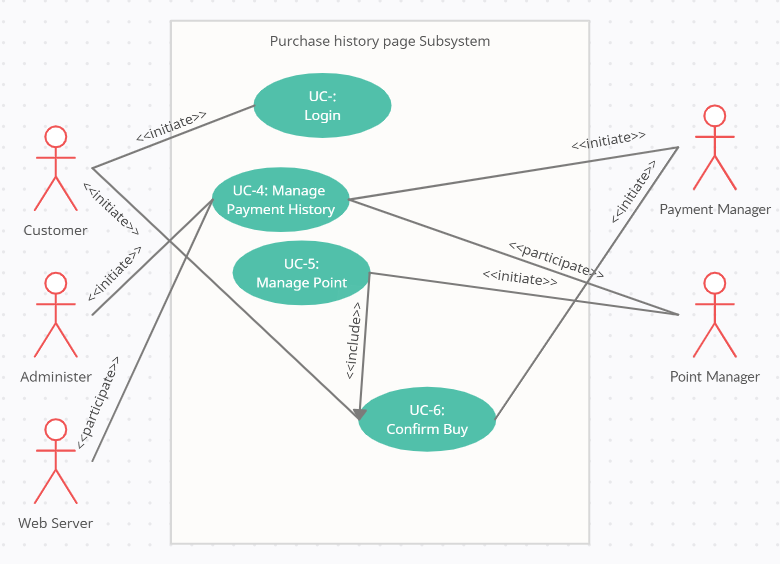 Purchase history page Subsystem
UC-:
Login
<<initiate>>
<<initiate>>
UC-4: Manage
Payment History
<<initiate>>
<<initiate>>
Customer
Payment Manager
<<initiate>>
UC-5:
Manage Point
<<participate>>
<<initiate>>
<<include>>
Administer
Point Manager
<<participate>>
UC-6:
Confirm Buy
Web Server